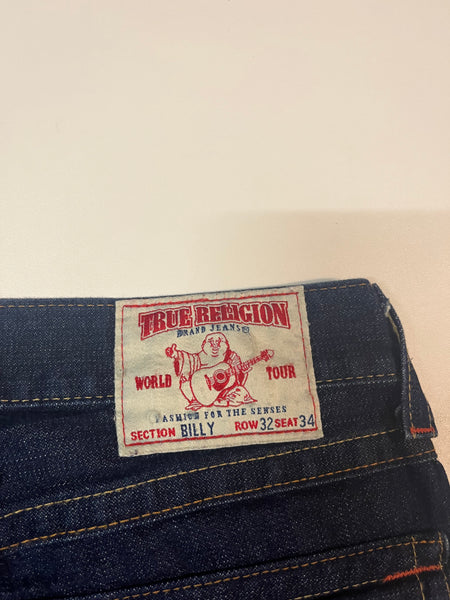 TRUE RELIGION
BRAND JEANS®
WORLD TOUR
FASHION FOR THE SENSES
SECTION BILLY ROW 32 SEAT 34